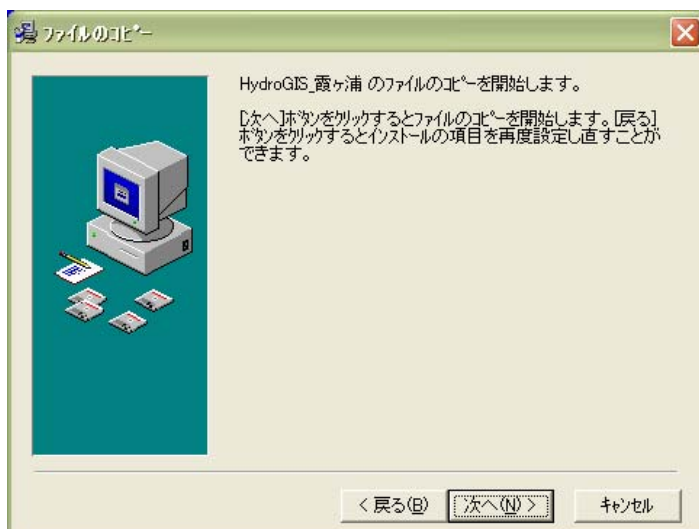 ﾌｧｲﾙのｺﾋﾟｰ
HydroGIS_霞ヶ浦 のﾌｧｲﾙのｺﾋﾟｰを開始します。
[次へ]ﾎﾞﾀﾝをｸﾘｯｸするとﾌｧｲﾙのｺﾋﾟｰを開始します。[戻る]
ﾎﾞﾀﾝをｸﾘｯｸするとｲﾝｽﾄｰﾙの項目を再度設定し直すことが
できます。
< 戻る(B) 次へ(N) > ｷｬﾝｾﾙ